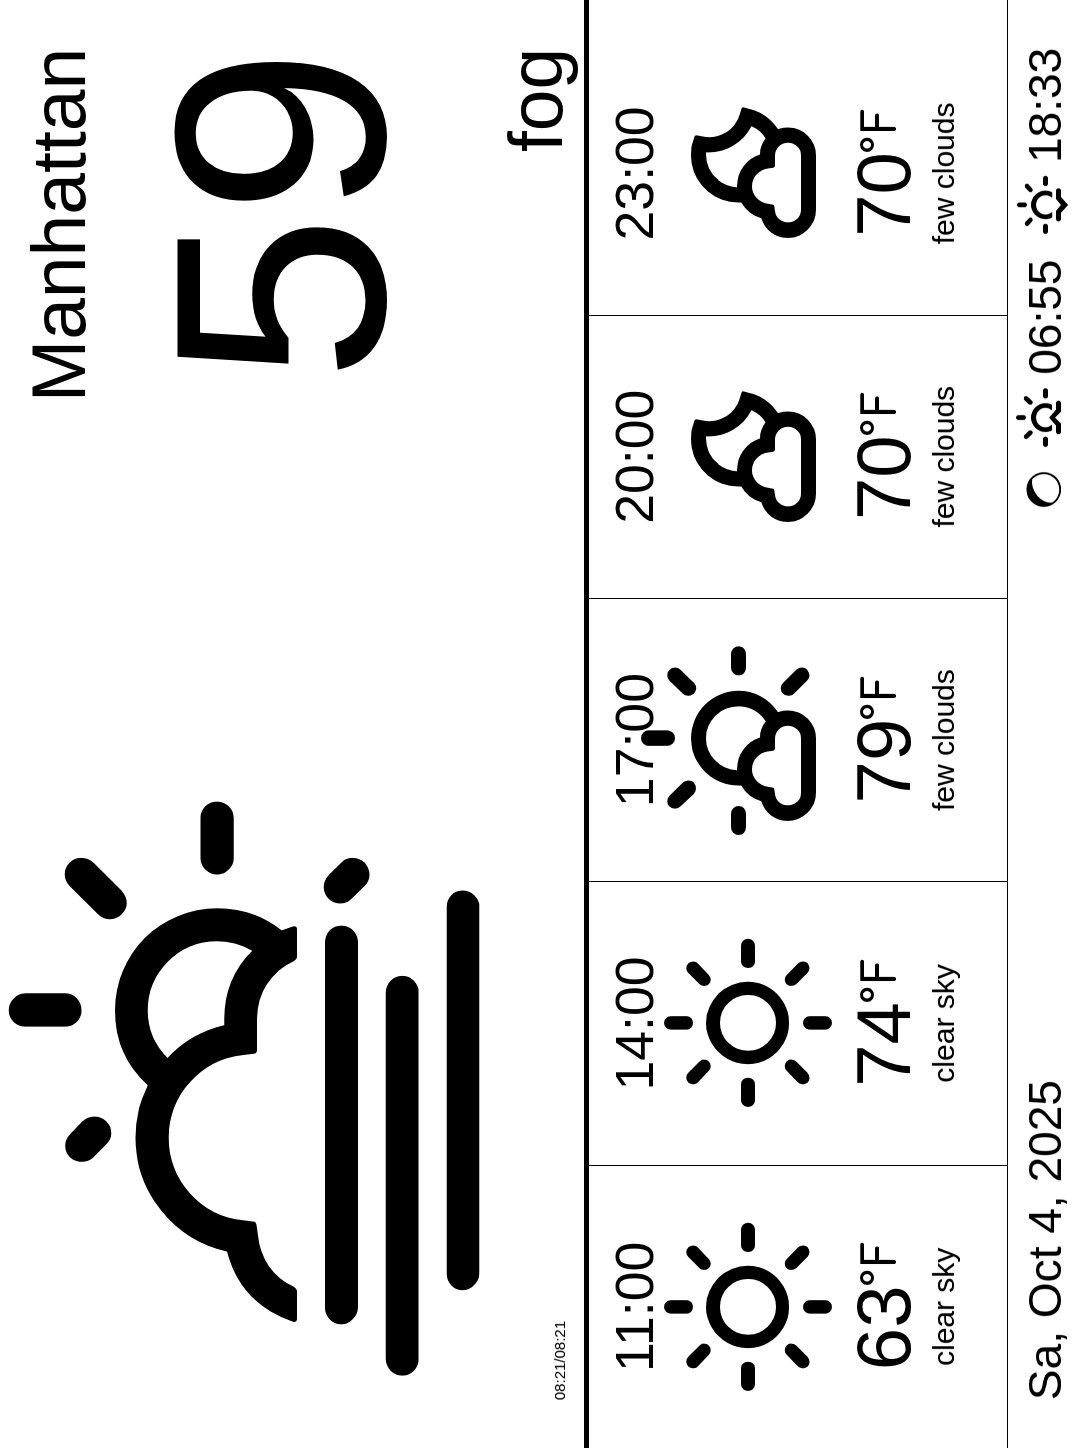 Manhattan
59
fog
08:21/08:21
11:00 14:00 17:00 20:00 23:00
63°F 74°F 79°F 70°F 70°F
clear sky clear sky few clouds few clouds few clouds
Sa, Oct 4, 2025 06:55 18:33